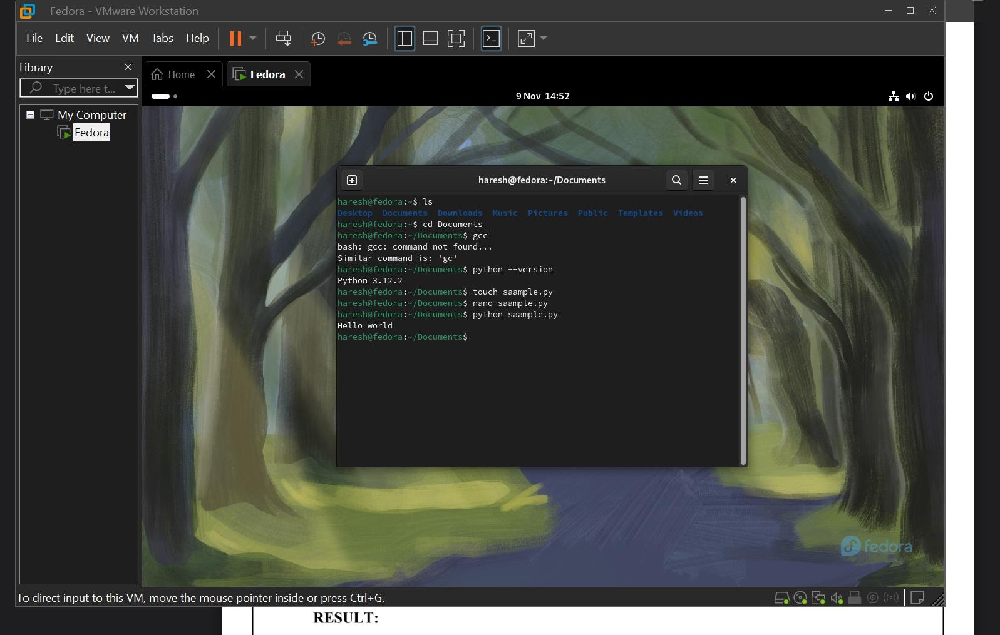 Fedora - VMware Workstation
File Edit View VM Tabs Help
Library
Type here t...
My Computer
Fedora
Home
Fedora
9 Nov 14:52
haresh@fedora:~/Documents
haresh@fedora:~$ ls
Desktop Documents Downloads Music Pictures Public Templates Videos
haresh@fedora:~$ cd Documents
haresh@fedora:~/Documents$ gcc
bash: gcc: command not found...
Similar command is: 'gc'
haresh@fedora:~/Documents$ python --version
Python 3.12.2
haresh@fedora:~/Documents$ touch saample.py
haresh@fedora:~/Documents$ nano saample.py
haresh@fedora:~/Documents$ python saample.py
Hello world
haresh@fedora:~/Documents$
fedora
To direct input to this VM, move the mouse pointer inside or press Ctrl+G.
RESULT: